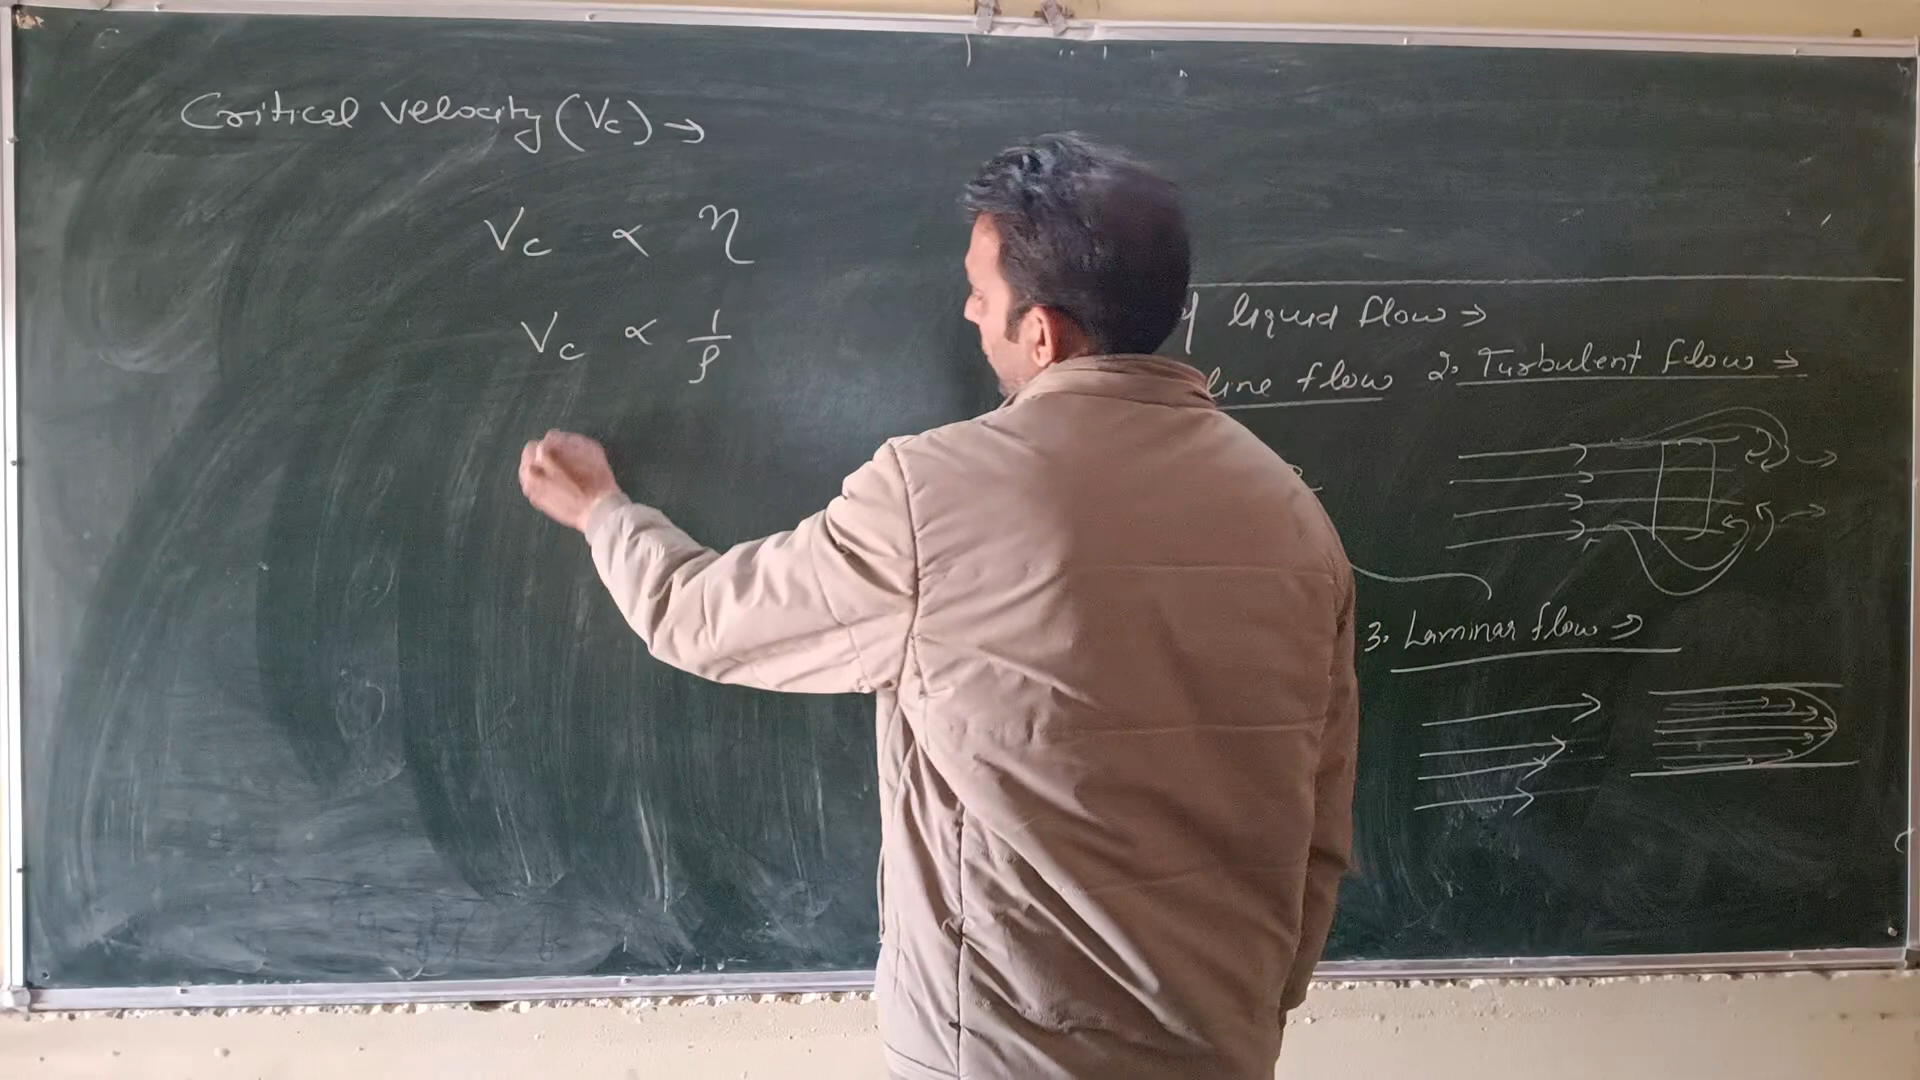 Critical velocity (Vc) →
Vc ∝ η
Vc ∝ 1/ρ
liquid flow →
line flow 2. Turbulent flow →
3. Laminar flow →